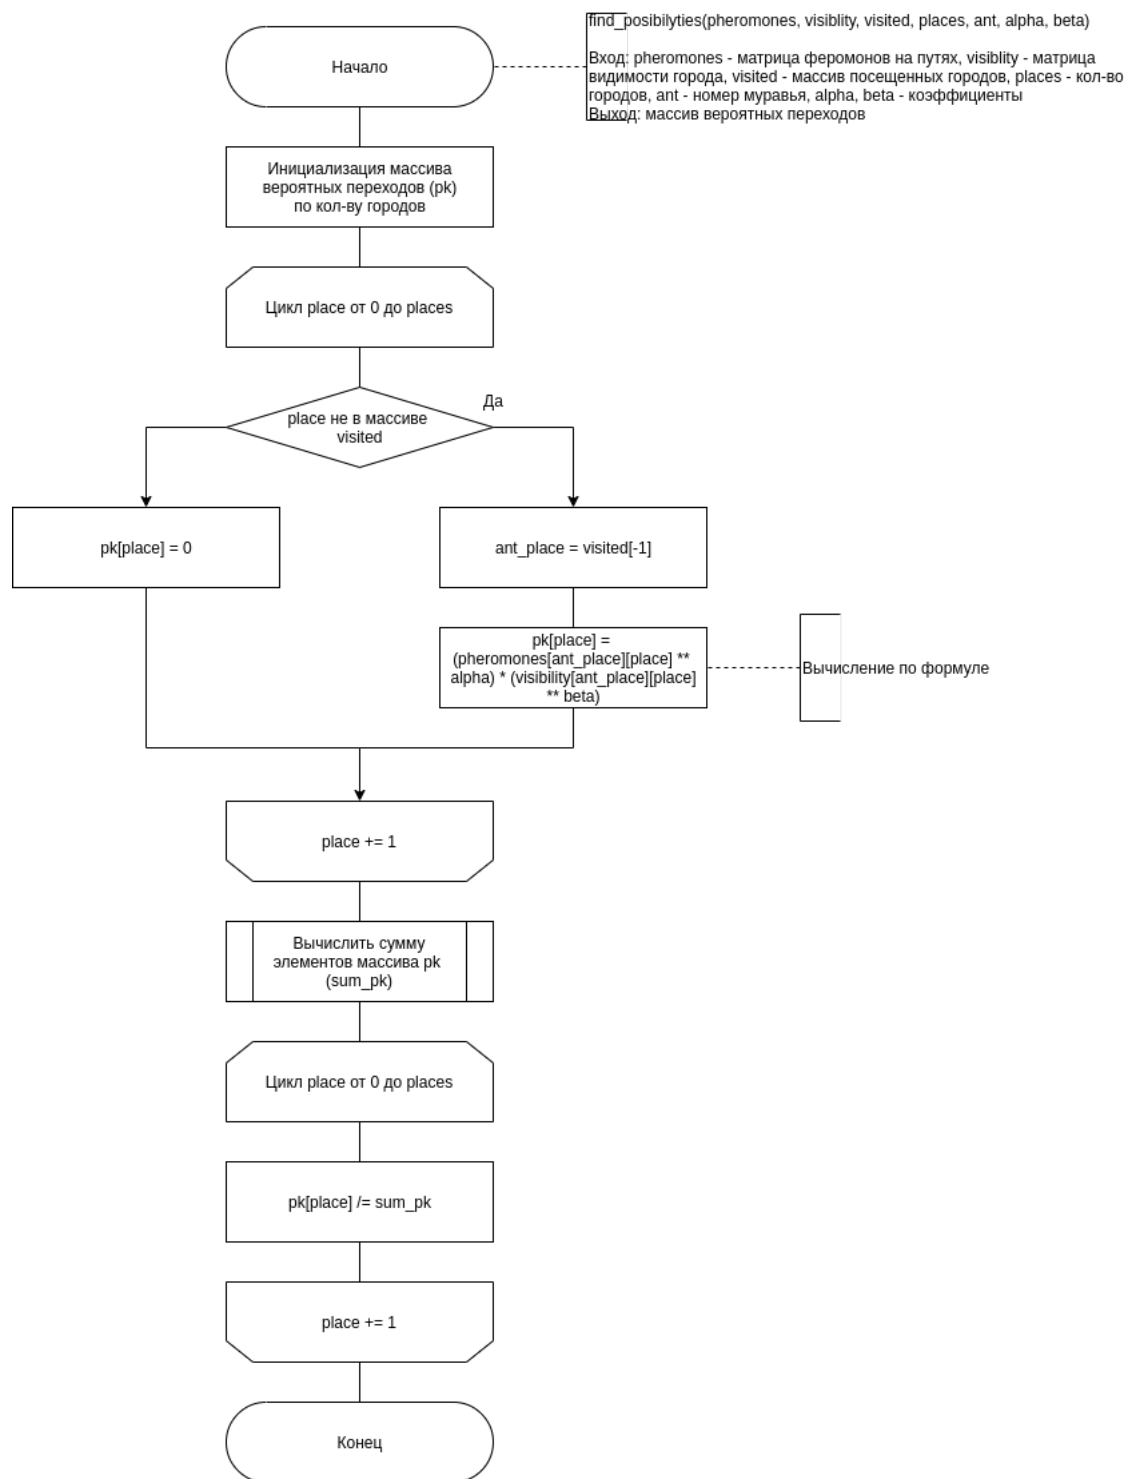 find_posibilyties(pheromones, visiblity, visited, places, ant, alpha, beta)
Вход: pheromones - матрица феромонов на путях, visiblity - матрица
видимости города, visited - массив посещенных городов, places - кол-во
городов, ant - номер муравья, alpha, beta - коэффициенты
Выход: массив вероятных переходов
Начало
Инициализация массива
вероятных переходов (pk)
по кол-ву городов
Цикл place от 0 до places
Да
place не в массиве
visited
pk[place] = 0
ant_place = visited[-1]
pk[place] =
(pheromones[ant_place][place] **
alpha) * (visibility[ant_place][place]
** beta)
Вычисление по формуле
place += 1
Вычислить сумму
элементов массива pk
(sum_pk)
Цикл place от 0 до places
pk[place] /= sum_pk
place += 1
Конец